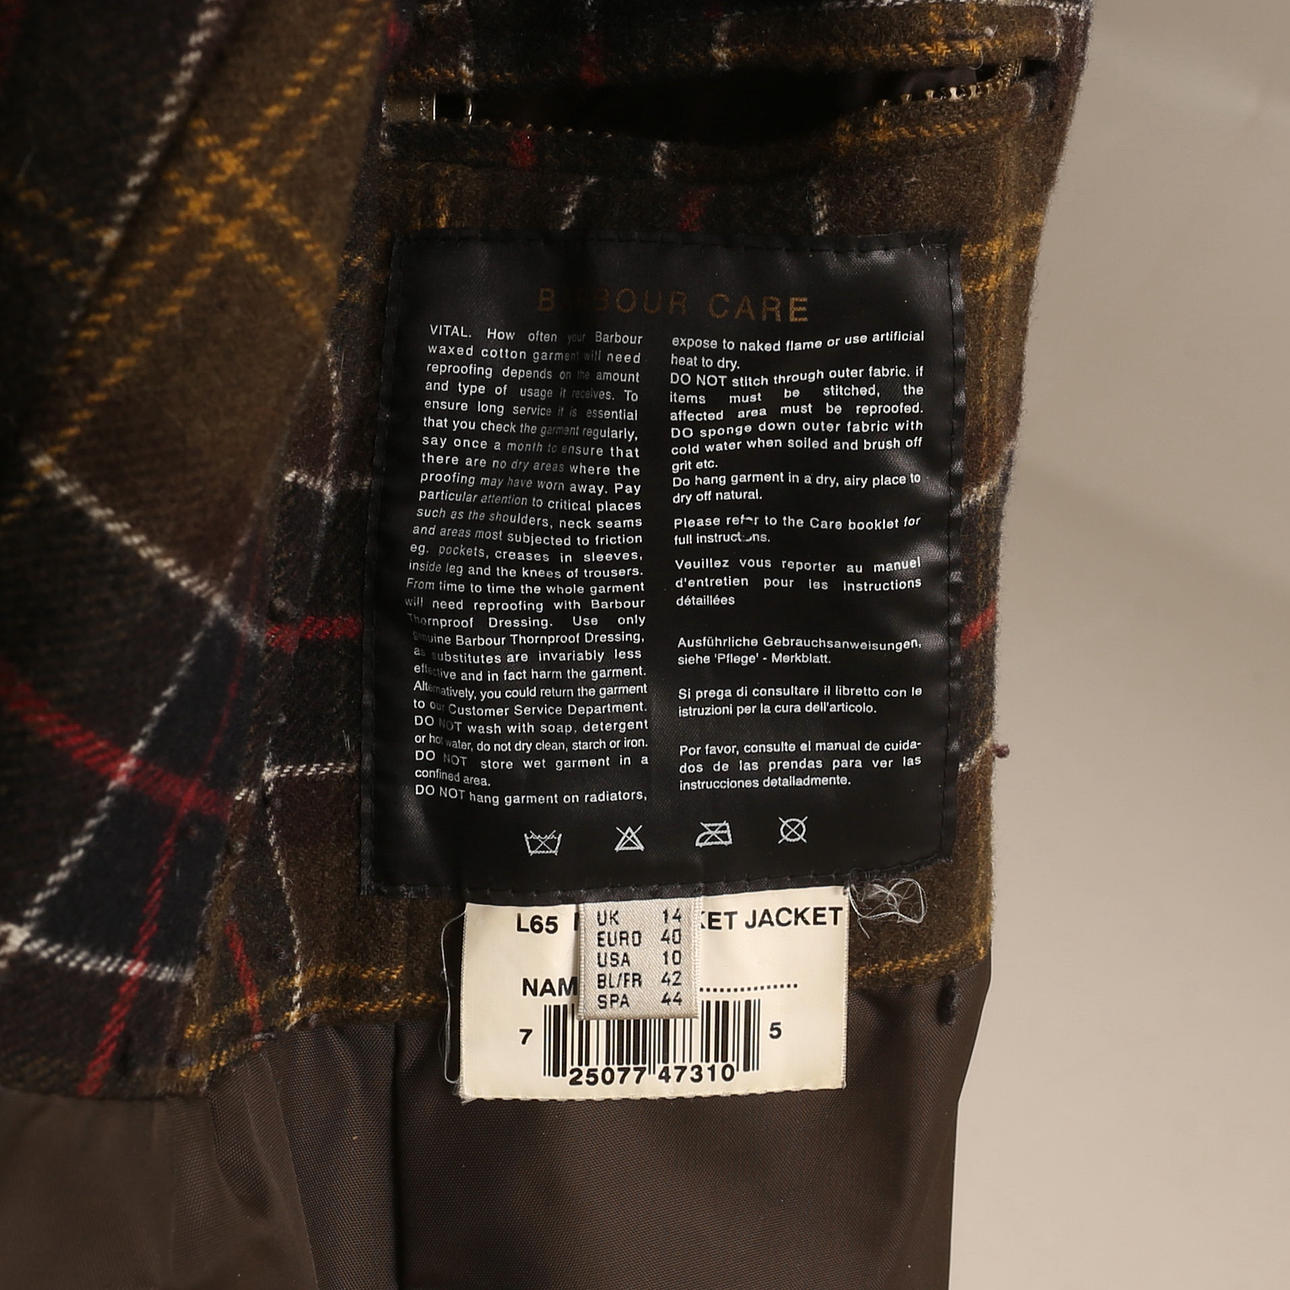 BARBOUR CARE
VITAL. How often your Barbour
waxed cotton garment will need
reproofing depends on the amount
and type of usage it receives. To
ensure long service it is essential
that you check the garment regularly,
say once a month to ensure that
there are no dry areas where the
proofing may have worn away. Pay
particular attention to critical places
such as the shoulders, neck seams
and areas most subjected to friction
eg. pockets, creases in sleeves,
inside leg and the knees of trousers.
From time to time the whole garment
will need reproofing with Barbour
Thornproof Dressing. Use only
genuine Barbour Thornproof Dressing,
as substitutes are invariably less
effective and in fact harm the garment.
Alternatively, you could return the garment
to our Customer Service Department.
DO NOT wash with soap, detergent
or hot water, do not dry clean, starch or iron.
DO NOT store wet garment in a
confined area.
DO NOT hang garment on radiators,
expose to naked flame or use artificial
heat to dry.
DO NOT stitch through outer fabric. if
items must be stitched, the
affected area must be reproofed.
DO sponge down outer fabric with
cold water when soiled and brush off
grit etc.
Do hang garment in a dry, airy place to
dry off natural.
Please refer to the Care booklet for
full instructions.
Veuillez vous reporter au manuel
d'entretien pour les instructions
détaillées
Ausführliche Gebrauchsanweisungen,
siehe 'Pflege' - Merkblatt.
Si prega di consultare il libretto con le
istruzioni per la cura dell'articolo.
Por favor, consulte el manual de cuida-
dos de las prendas para ver las
instrucciones detalladmente.
L65 KET JACKET
UK 14
EURO 40
USA 10
BL/FR 42
SPA 44
NAM ..............
7 25077 47310 5